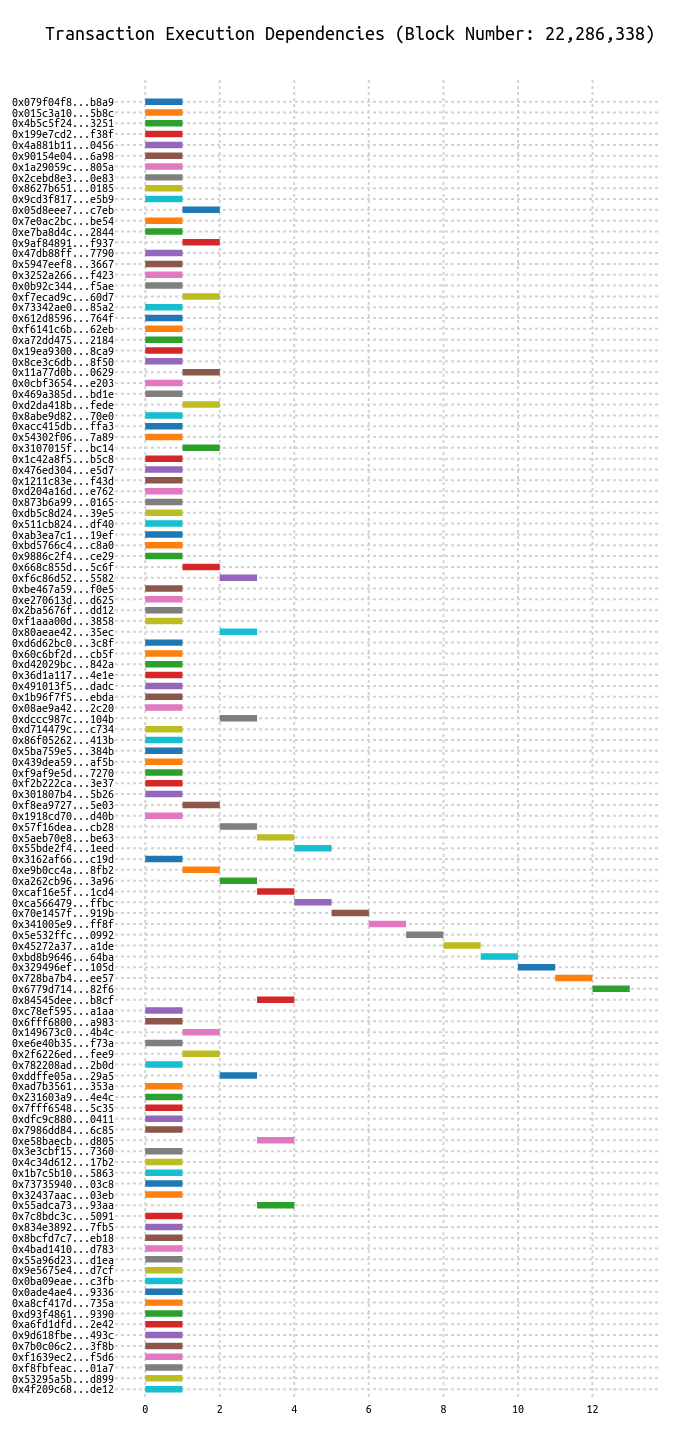 Transaction Execution Dependencies (Block Number: 22,286,338)
0x079f04f8...b8a9
0x015c3a10...5b8c
0x4b5c5f24...3251
0x199e7cd2...f38f
0x4a881b11...0456
0x90154e04...6a98
0x1a29059c...805a
0x2cebd8e3...0e83
0x8627b651...0185
0x9cd3f817...e5b9
0x05d8eee7...c7eb
0x7e0ac2bc...be54
0xe7ba8d4c...2844
0x9af84891...f937
0x47db88ff...7790
0x5947eef8...3667
0x3252a266...f423
0x0b92c344...f5ae
0xf7ecad9c...60d7
0x73342ae0...85a2
0x612d8596...764f
0xf6141c6b...62eb
0xa72dd475...2184
0x19ea9300...8ca9
0x8ce3c6db...8f50
0x11a77d0b...0629
0x0cbf3654...e203
0x469a385d...bd1e
0xd2da418b...fede
0x8abe9d82...70e0
0xacc415db...ffa3
0x54302f06...7a89
0x3107015f...bc14
0x1c42a8f5...b5c8
0x476ed304...e5d7
0x1211c83e...f43d
0xd204a16d...e762
0x873b6a99...0165
0xdb5c8d24...39e5
0x511cb824...df40
0xab3ea7c1...19ef
0xbd5766c4...c8a0
0x9886c2f4...ce29
0x668c855d...5c6f
0xf6c86d52...5582
0xbe467a59...f0e5
0xe270613d...d625
0x2ba5676f...dd12
0xf1aaa00d...3858
0x80aeae42...35ec
0xd6d62bc0...3c8f
0x60c6bf2d...cb5f
0xd42029bc...842a
0x36d1a117...4e1e
0x491013f5...dadc
0x1b96f7f5...ebda
0x08ae9a42...2c20
0xdccc987c...104b
0xd714479c...c734
0x86f05262...413b
0x5ba759e5...384b
0x439dea59...af5b
0xf9af9e5d...7270
0xf2b222ca...3e37
0x301807b4...5b26
0xf8ea9727...5e03
0x1918cd70...d40b
0x57f16dea...cb28
0x5aeb70e8...be63
0x55bde2f4...1eed
0x3162af66...c19d
0xe9b0cc4a...8fb2
0xa262cb96...3a96
0xcaf16e5f...1cd4
0xca566479...ffbc
0x70e1457f...919b
0x341005e9...ff8f
0x5e532ffc...0992
0x45272a37...a1de
0xbd8b9646...64ba
0x329496ef...105d
0x728ba7b4...ee57
0x6779d714...82f6
0x84545dee...b8cf
0xc78ef595...a1aa
0x6fff6800...a983
0x149673c0...4b4c
0xe6e40b35...f73a
0x2f6226ed...fee9
0x782208ad...2b0d
0xddffe05a...29a5
0xad7b3561...353a
0x231603a9...4e4c
0x7fff6548...5c35
0xdfc9c880...0411
0x7986dd84...6c85
0xe58baecb...d805
0x3e3cbf15...7360
0x4c34d612...17b2
0x1b7c5b10...5863
0x73735940...03c8
0x32437aac...03eb
0x55adca73...93aa
0x7c8bdc3c...5091
0x834e3892...7fb5
0x8bcfd7c7...eb18
0x4bad1410...d783
0x55a96d23...d1ea
0x9e5675e4...d7cf
0x0ba09eae...c3fb
0x0ade4ae4...9336
0xa8cf417d...735a
0xd93f4861...9390
0xa6fd1dfd...2e42
0x9d618fbe...493c
0x7b0c06c2...3f8b
0xf1639ec2...f5d6
0xf8fbfeac...01a7
0x53295a5b...d899
0x4f209c68...de12
0 2 4 6 8 10 12